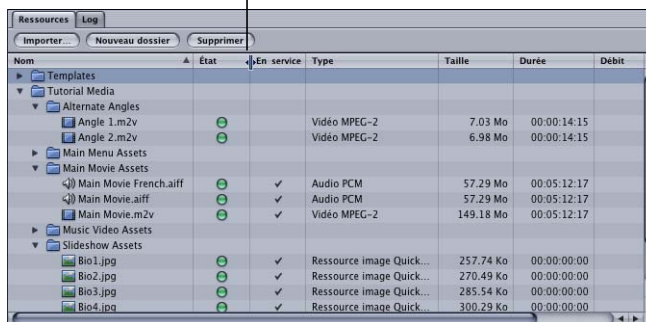 Ressources Log
Importer... Nouveau dossier Supprimer
Nom État En service Type Taille Durée Débit
Templates
Tutorial Media
Alternate Angles
Angle 1.m2v Vidéo MPEG-2 7.03 Mo 00:00:14:15
Angle 2.m2v Vidéo MPEG-2 6.98 Mo 00:00:14:15
Main Menu Assets
Main Movie Assets
Main Movie French.aiff ✓ Audio PCM 57.29 Mo 00:05:12:17
Main Movie.aiff ✓ Audio PCM 57.29 Mo 00:05:12:17
Main Movie.m2v ✓ Vidéo MPEG-2 149.18 Mo 00:05:12:17
Music Video Assets
Slideshow Assets
Bio1.jpg ✓ Ressource image Quick... 257.74 Ko 00:00:00:00
Bio2.jpg ✓ Ressource image Quick... 270.49 Ko 00:00:00:00
Bio3.jpg ✓ Ressource image Quick... 285.54 Ko 00:00:00:00
Bio4.jpg ✓ Ressource image Quick... 300.29 Ko 00:00:00:00